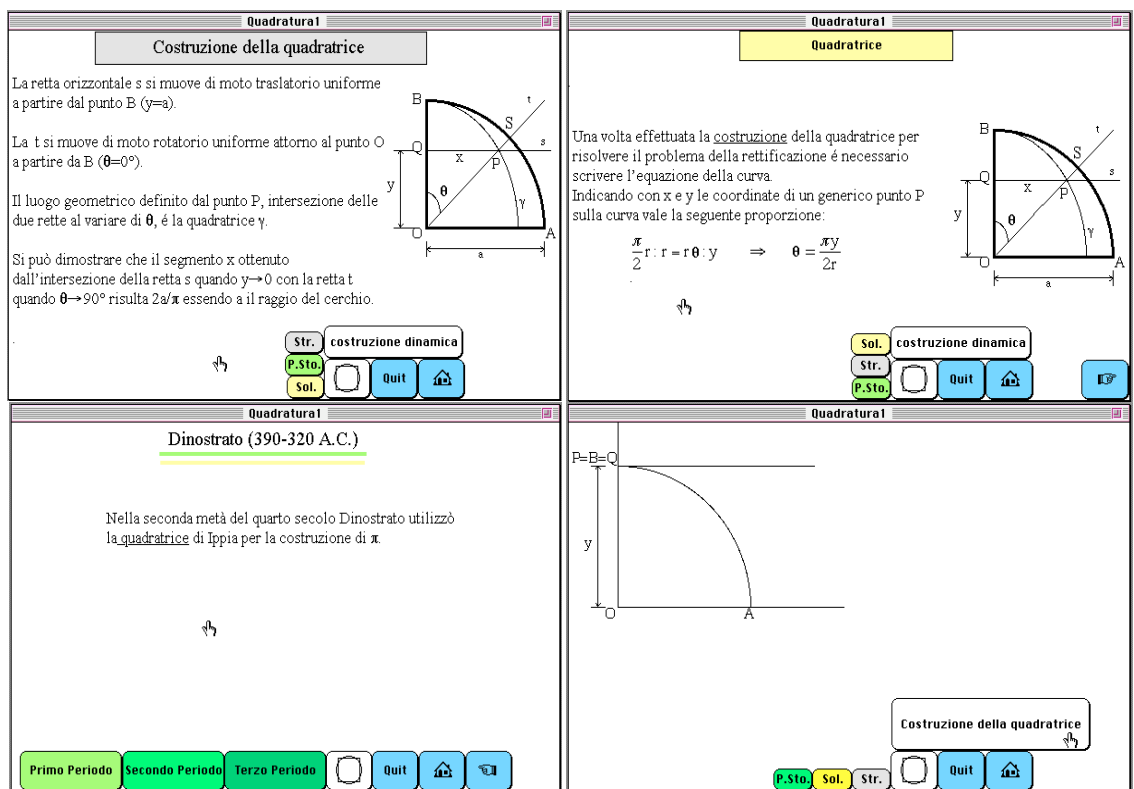 Quadratura1
Costruzione della quadratrice
La retta orizzontale s si muove di moto traslatorio uniforme
a partire dal punto B (y=a).
La t si muove di moto rotatorio uniforme attorno al punto O
a partire da B (θ=0°).
Il luogo geometrico definito dal punto P, intersezione delle
due rette al variare di θ, é la quadratrice γ.
Si può dimostrare che il segmento x ottenuto
dall'intersezione della retta s quando y→0 con la retta t
quando θ→90° risulta 2a/π essendo a il raggio del cerchio.
B
t
S
Q
s
x
P
y
θ
γ
O
A
a
Str.
costruzione dinamica
P.Sto.
Sol.
Quit
Quadratura1
Quadratrice
Una volta effettuata la costruzione della quadratrice per
risolvere il problema della rettificazione é necessario
scrivere l'equazione della curva.
Indicando con x e y le coordinate di un generico punto P
sulla curva vale la seguente proporzione:
π/2 r : r = r θ : y ⇒ θ = πy/2r
B
t
S
Q
s
x
P
y
θ
γ
O
A
a
Sol.
costruzione dinamica
Str.
P.Sto.
Quit
Quadratura1
Dinostrato (390-320 A.C.)
Nella seconda metà del quarto secolo Dinostrato utilizzò
la quadratrice di Ippia per la costruzione di π.
Primo Periodo
Secondo Periodo
Terzo Periodo
Quit
Quadratura1
P=B=Q
y
O
A
Costruzione della quadratrice
P.Sto.
Sol.
Str.
Quit